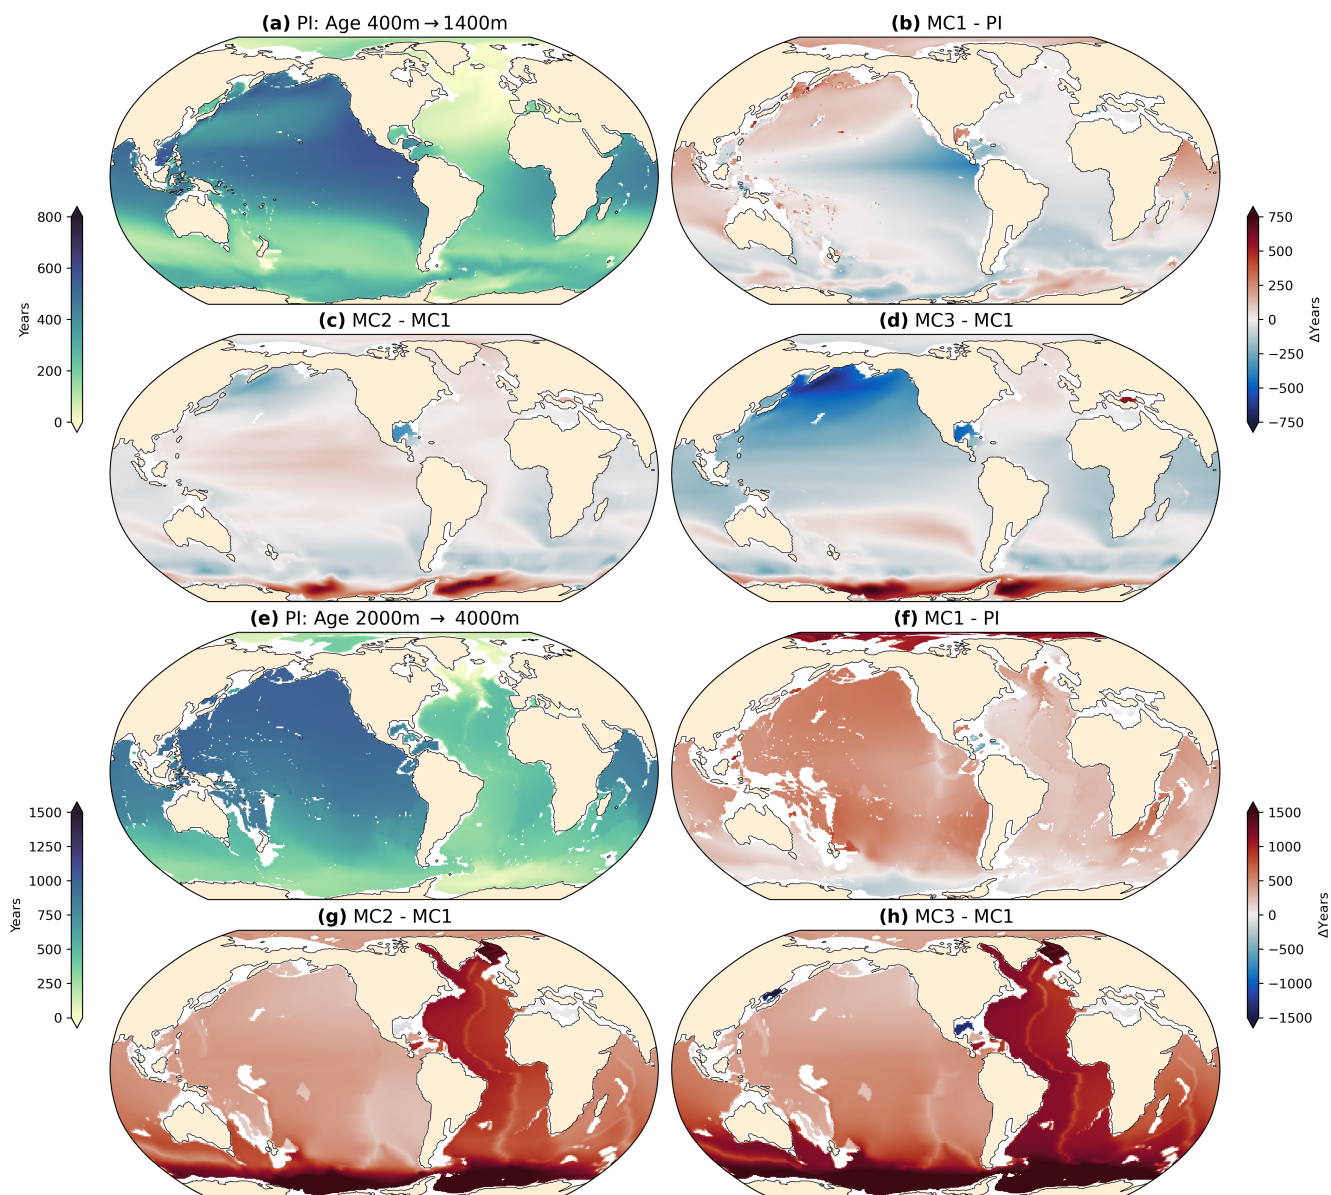 (a) PI: Age 400m → 1400m
(b) MC1 - PI
800
600
400
200
0
Years
750
500
250
0
−250
−500
−750
ΔYears
(c) MC2 - MC1
(d) MC3 - MC1
(e) PI: Age 2000m → 4000m
(f) MC1 - PI
1500
1250
1000
750
500
250
0
Years
1500
1000
500
0
−500
−1000
−1500
ΔYears
(g) MC2 - MC1
(h) MC3 - MC1